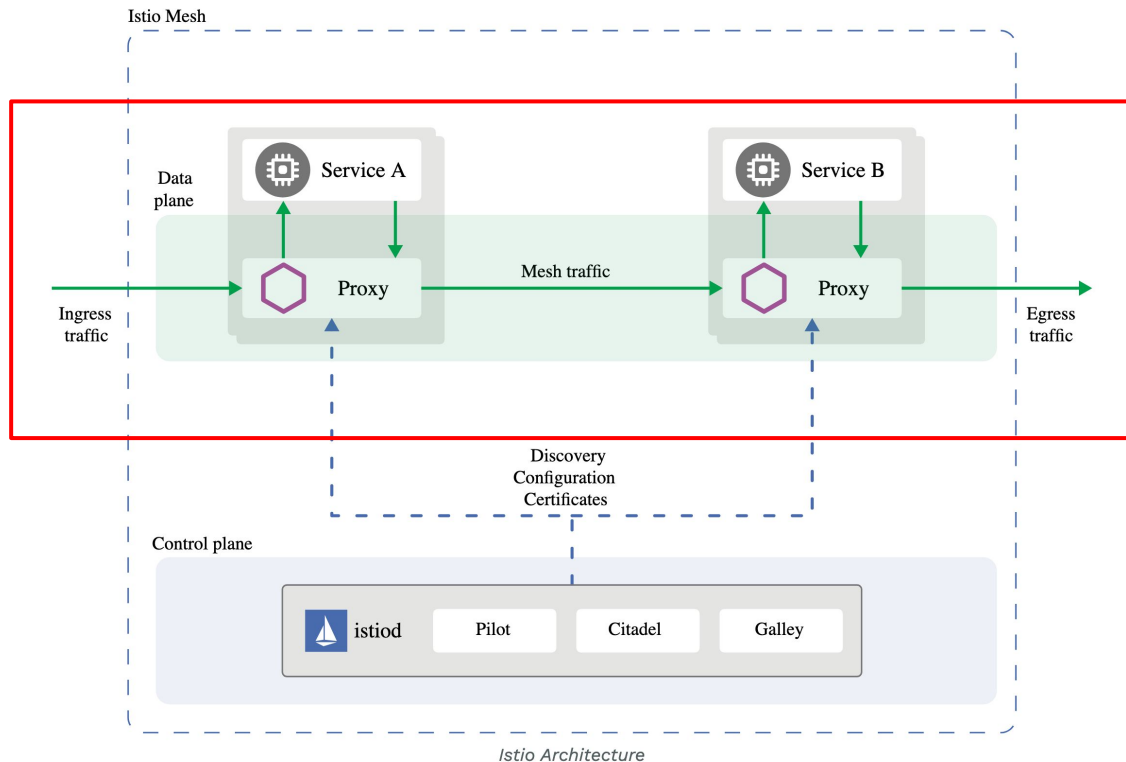 Istio Mesh
Data
plane
Service A
Service B
Proxy
Mesh traffic
Proxy
Ingress
traffic
Egress
traffic
Discovery
Configuration
Certificates
Control plane
istiod
Pilot
Citadel
Galley
Istio Architecture